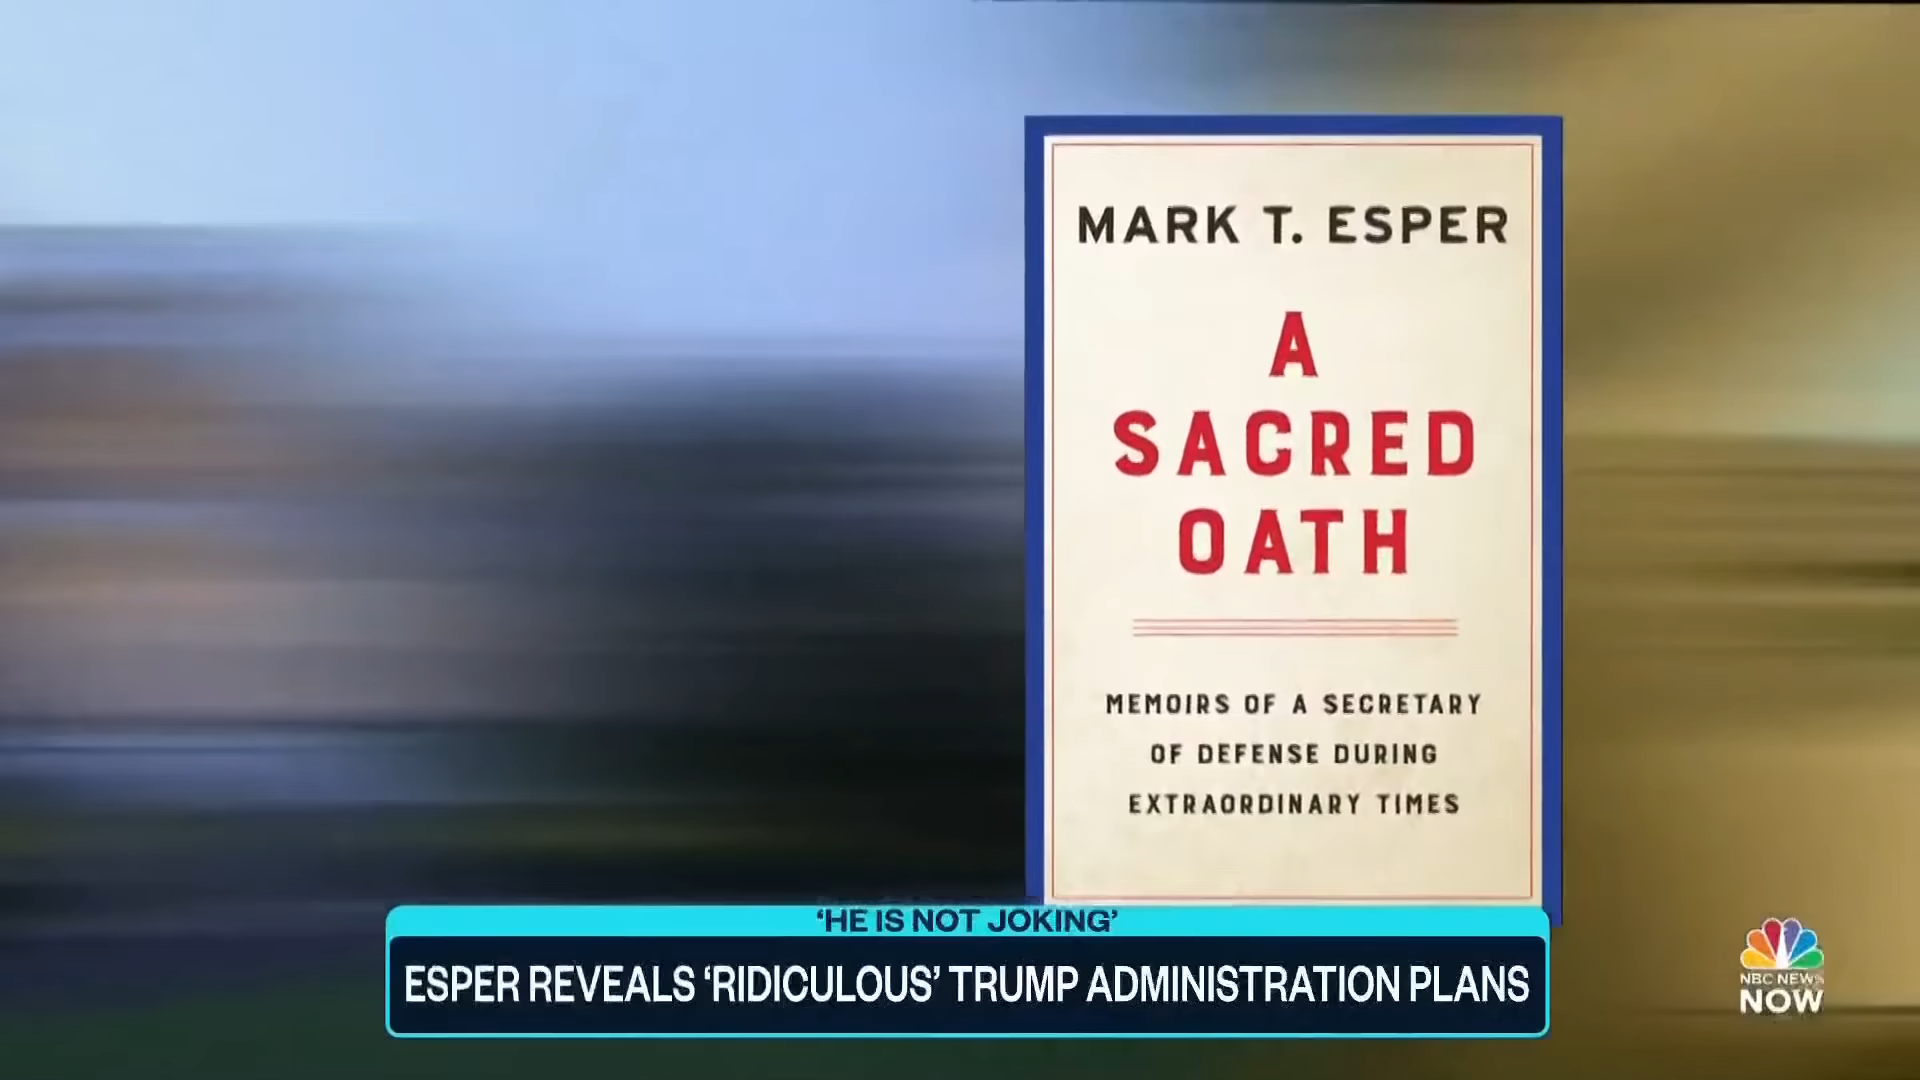 MARK T. ESPER
A
SACRED
OATH
MEMOIRS OF A SECRETARY
OF DEFENSE DURING
EXTRAORDINARY TIMES
‘HE IS NOT JOKING’
ESPER REVEALS ‘RIDICULOUS’ TRUMP ADMINISTRATION PLANS
NBC NEWS
NOW